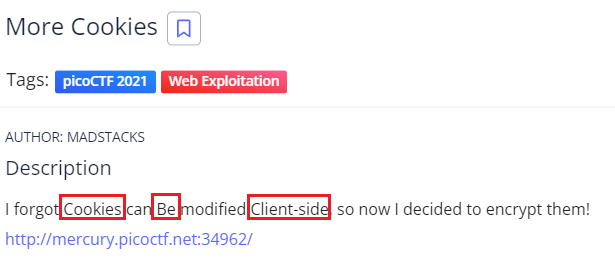 More Cookies
Tags: picoCTF 2021 Web Exploitation
AUTHOR: MADSTACKS
Description
I forgot Cookies can Be modified Client-side, so now I decided to encrypt them!
http://mercury.picoctf.net:34962/